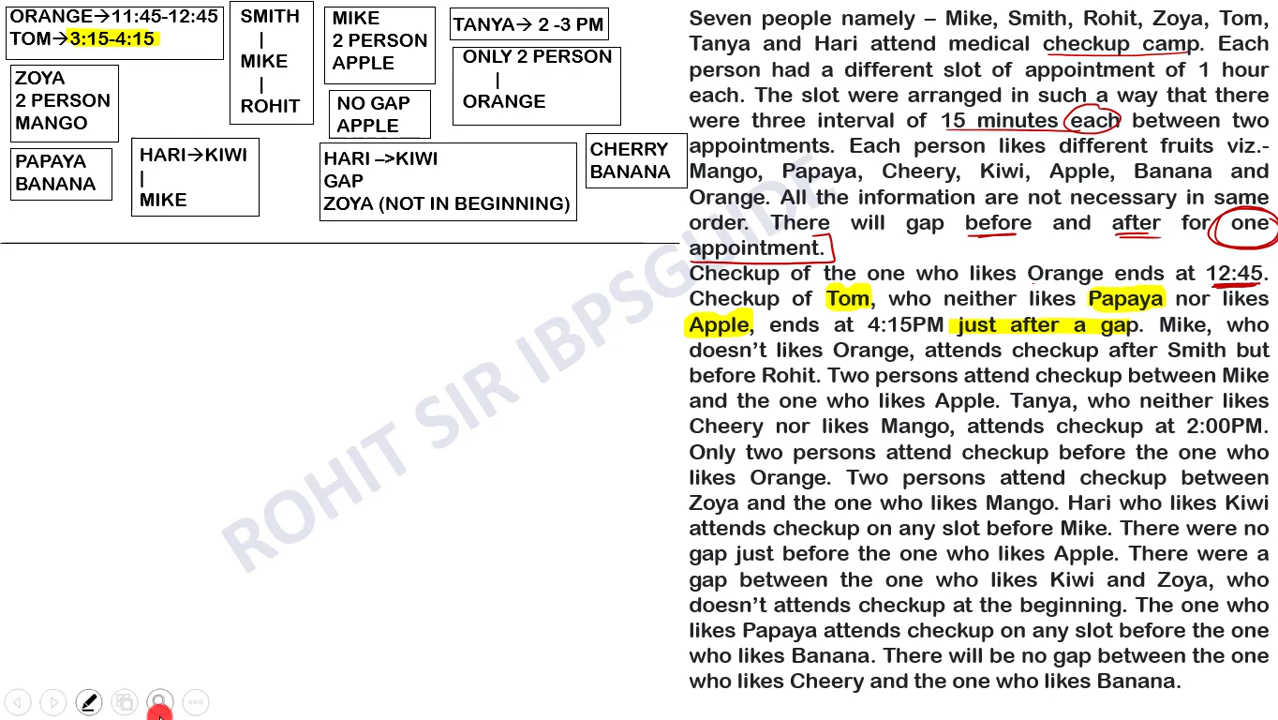 ORANGE→11:45-12:45
TOM→3:15-4:15
ZOYA
2 PERSON
MANGO
PAPAYA
BANANA
HARI→KIWI
|
MIKE
SMITH
|
MIKE
|
ROHIT
MIKE
2 PERSON
APPLE
NO GAP
APPLE
HARI –>KIWI
GAP
ZOYA (NOT IN BEGINNING)
TANYA→ 2 -3 PM
ONLY 2 PERSON
|
ORANGE
CHERRY
BANANA
Seven people namely – Mike, Smith, Rohit, Zoya, Tom,
Tanya and Hari attend medical checkup camp. Each
person had a different slot of appointment of 1 hour
each. The slot were arranged in such a way that there
were three interval of 15 minutes each between two
appointments. Each person likes different fruits viz.-
Mango, Papaya, Cheery, Kiwi, Apple, Banana and
Orange. All the information are not necessary in same
order. There will gap before and after for one
appointment.
Checkup of the one who likes Orange ends at 12:45.
Checkup of Tom, who neither likes Papaya nor likes
Apple, ends at 4:15PM just after a gap. Mike, who
doesn't likes Orange, attends checkup after Smith but
before Rohit. Two persons attend checkup between Mike
and the one who likes Apple. Tanya, who neither likes
Cheery nor likes Mango, attends checkup at 2:00PM.
Only two persons attend checkup before the one who
likes Orange. Two persons attend checkup between
Zoya and the one who likes Mango. Hari who likes Kiwi
attends checkup on any slot before Mike. There were no
gap just before the one who likes Apple. There were a
gap between the one who likes Kiwi and Zoya, who
doesn't attends checkup at the beginning. The one who
likes Papaya attends checkup on any slot before the one
who likes Banana. There will be no gap between the one
who likes Cheery and the one who likes Banana.
ROHIT SIR IBPSGUIDE